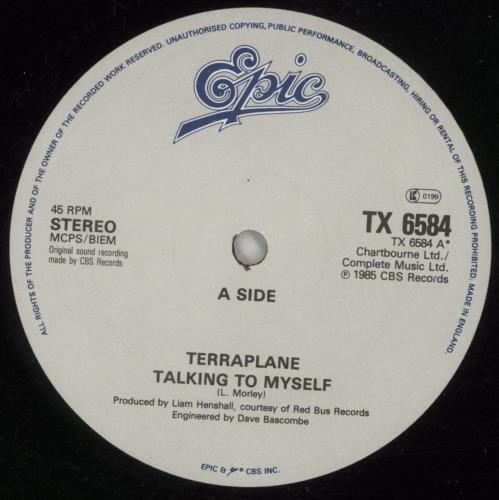 ALL RIGHTS OF THE PRODUCER AND OF THE OWNER OF THE RECORDED WORK RESERVED. UNAUTHORISED COPYING, PUBLIC PERFORMANCE, BROADCASTING, HIRING OR RENTAL OF THIS RECORDING PROHIBITED. MADE IN ENGLAND.
Epic
45 RPM
STEREO
MCPS/BIEM
Original sound recording
made by CBS Records
LC 0199
TX 6584
TX 6584 A*
Chartbourne Ltd./
Complete Music Ltd.
℗ 1985 CBS Records
A SIDE
TERRAPLANE
TALKING TO MYSELF
(L. Morley)
Produced by Liam Henshall, courtesy of Red Bus Records
Engineered by Dave Bascombe
EPIC & Epic CBS INC.